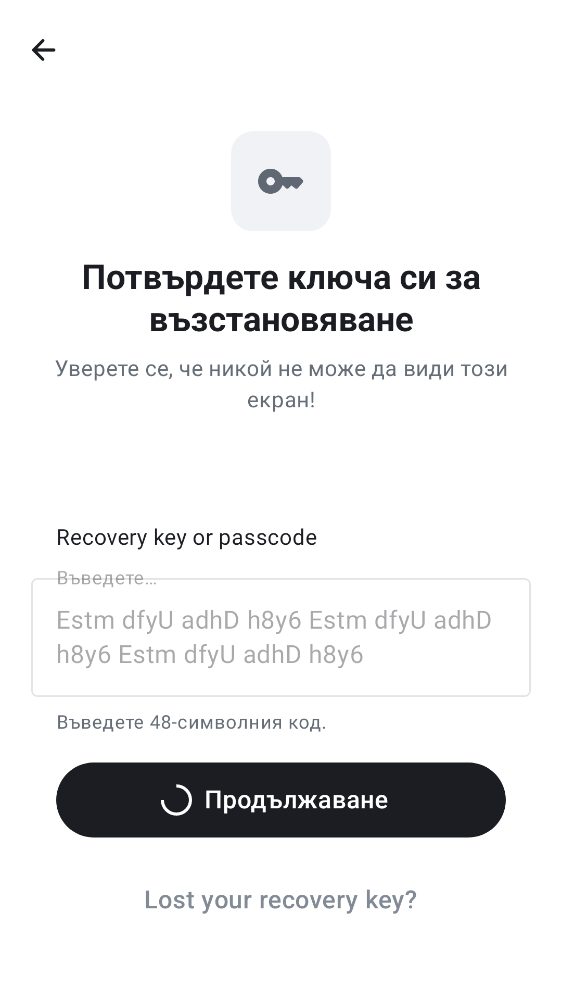 Потвърдете ключа си за
възстановяване
Уверете се, че никой не може да види този
екран!
Recovery key or passcode
Въведете…
Estm dfyU adhD h8y6 Estm dfyU adhD
h8y6 Estm dfyU adhD h8y6
Въведете 48-символния код.
Продължаване
Lost your recovery key?